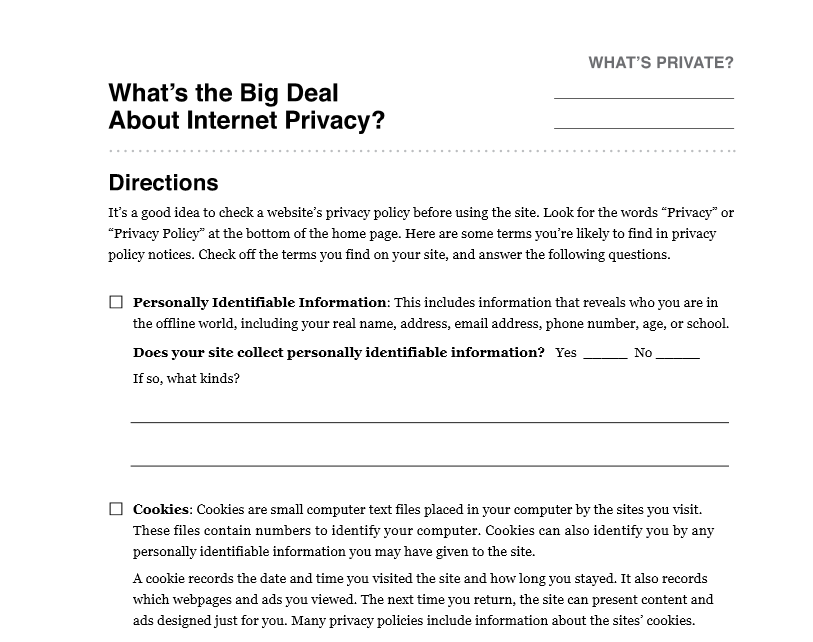 WHAT'S PRIVATE?
What's the Big Deal
About Internet Privacy?
Directions
It's a good idea to check a website's privacy policy before using the site. Look for the words “Privacy” or
“Privacy Policy” at the bottom of the home page. Here are some terms you're likely to find in privacy
policy notices. Check off the terms you find on your site, and answer the following questions.
☐ Personally Identifiable Information: This includes information that reveals who you are in
the offline world, including your real name, address, email address, phone number, age, or school.
Does your site collect personally identifiable information? Yes _____ No _____
If so, what kinds?
☐ Cookies: Cookies are small computer text files placed in your computer by the sites you visit.
These files contain numbers to identify your computer. Cookies can also identify you by any
personally identifiable information you may have given to the site.
A cookie records the date and time you visited the site and how long you stayed. It also records
which webpages and ads you viewed. The next time you return, the site can present content and
ads designed just for you. Many privacy policies include information about the sites' cookies.